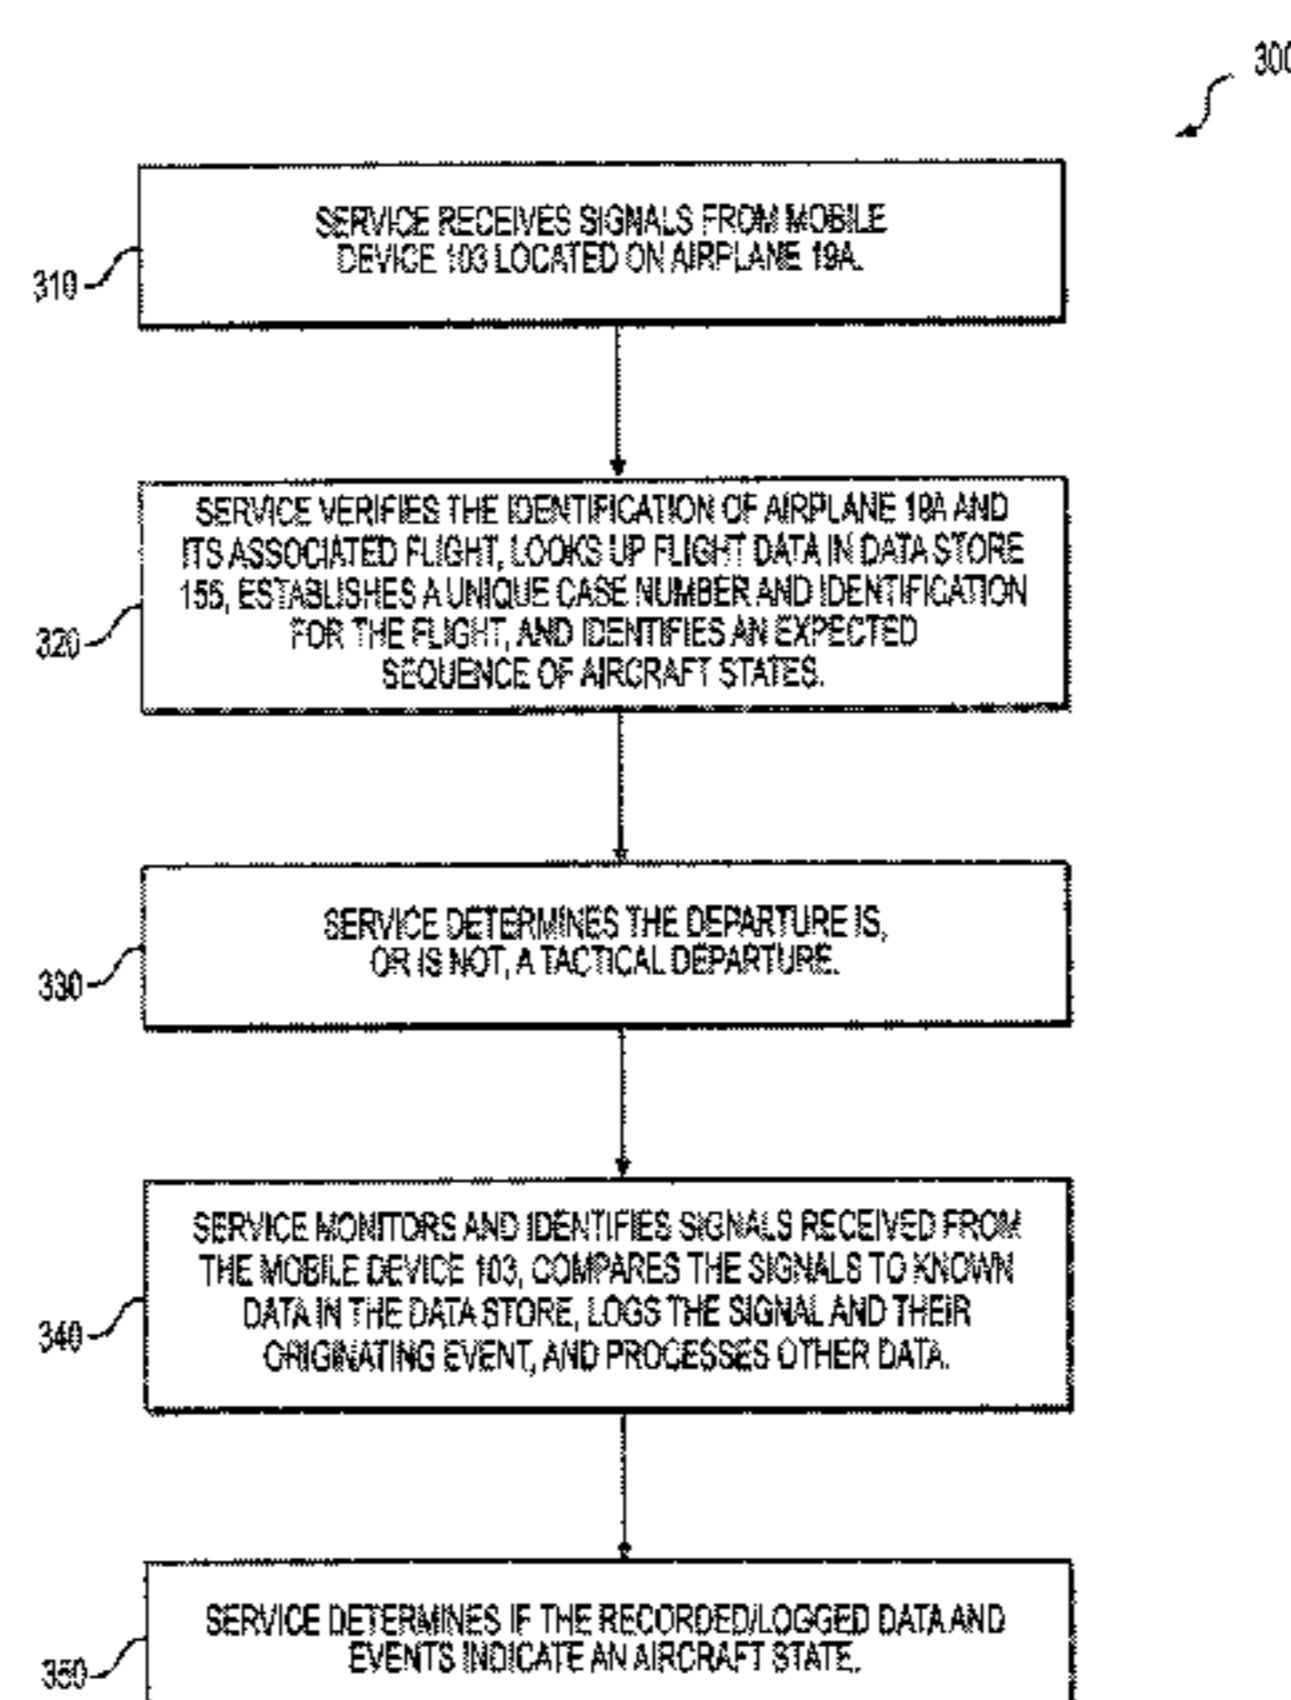 300
SERVICE RECEIVES SIGNALS FROM MOBILE
DEVICE 103 LOCATED ON AIRPLANE 19A.
310
SERVICE VERIFIES THE IDENTIFICATION OF AIRPLANE 19A AND
ITS ASSOCIATED FLIGHT, LOOKS UP FLIGHT DATA IN DATA STORE
155, ESTABLISHES A UNIQUE CASE NUMBER AND IDENTIFICATION
FOR THE FLIGHT, AND IDENTIFIES AN EXPECTED
SEQUENCE OF AIRCRAFT STATES.
320
SERVICE DETERMINES THE DEPARTURE IS,
OR IS NOT, A TACTICAL DEPARTURE.
330
SERVICE MONITORS AND IDENTIFIES SIGNALS RECEIVED FROM
THE MOBILE DEVICE 103, COMPARES THE SIGNALS TO KNOWN
DATA IN THE DATA STORE, LOGS THE SIGNAL AND THEIR
ORIGINATING EVENT, AND PROCESSES OTHER DATA.
340
SERVICE DETERMINES IF THE RECORDED/LOGGED DATA AND
EVENTS INDICATE AN AIRCRAFT STATE.
350